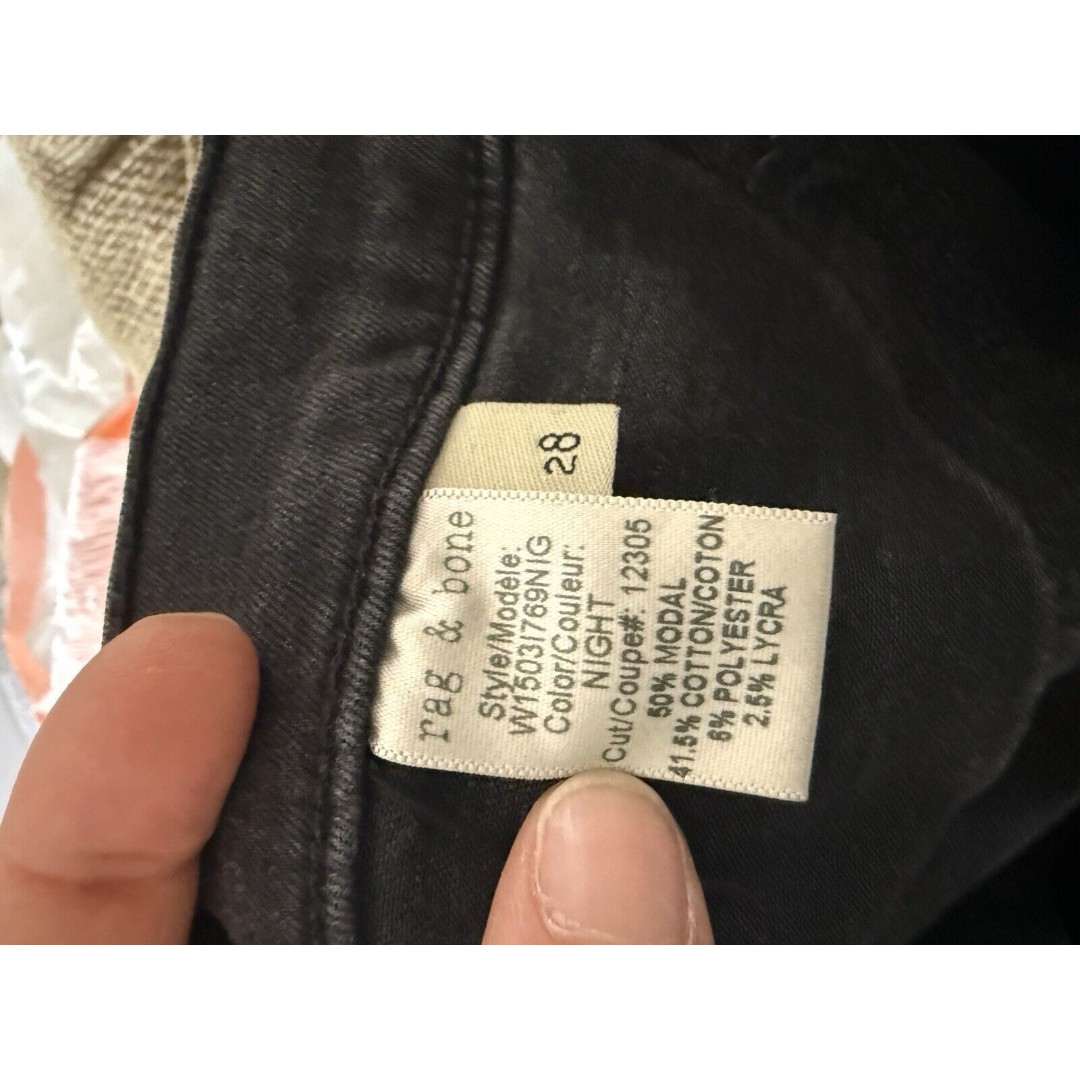 28
rag & bone
Style/Modèle:
W1503I769NIG
Color/Couleur:
NIGHT
Cut/Coupe#: 12305
50% MODAL
41.5% COTTON/COTON
6% POLYESTER
2.5% LYCRA